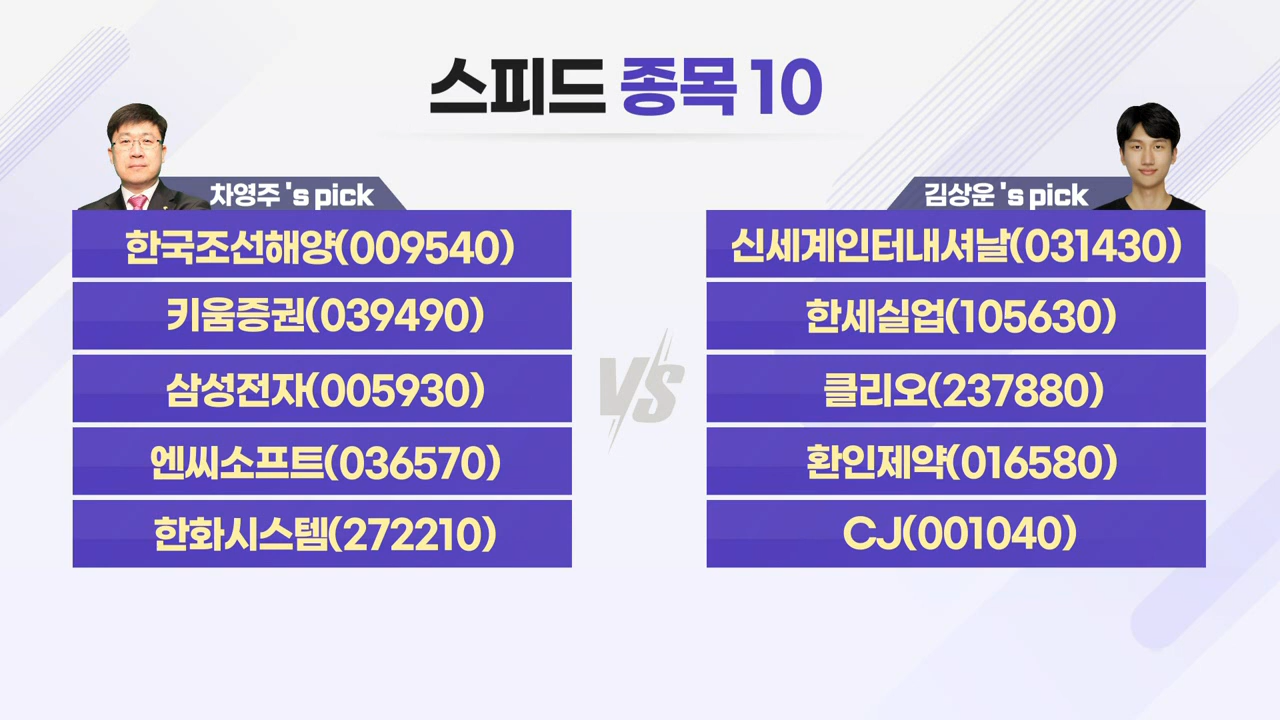 스피드 종목 10
차영주 's pick
한국조선해양(009540)
키움증권(039490)
삼성전자(005930)
엔씨소프트(036570)
한화시스템(272210)
VS
김상운 's pick
신세계인터내셔날(031430)
한세실업(105630)
클리오(237880)
환인제약(016580)
CJ(001040)